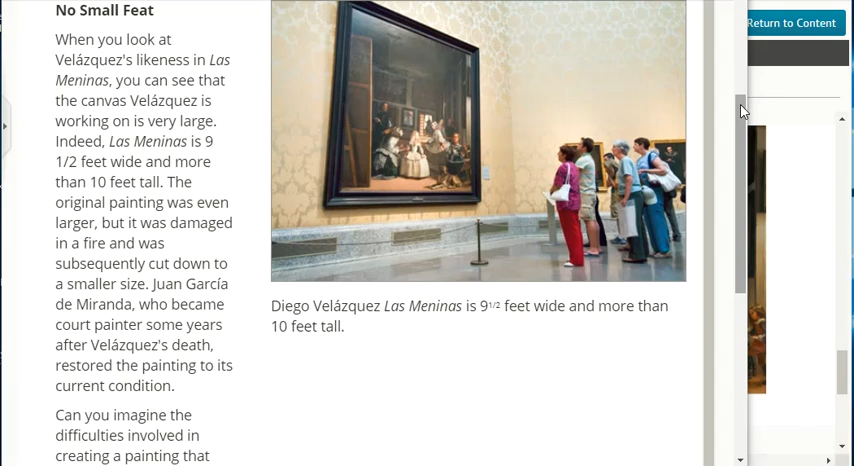 Return to Content
No Small Feat
When you look at
Velázquez's likeness in Las
Meninas, you can see that
the canvas Velázquez is
working on is very large.
Indeed, Las Meninas is 9
1/2 feet wide and more
than 10 feet tall. The
original painting was even
larger, but it was damaged
in a fire and was
subsequently cut down to
a smaller size. Juan García
de Miranda, who became
court painter some years
after Velázquez's death,
restored the painting to its
current condition.
Can you imagine the
difficulties involved in
creating a painting that
Diego Velázquez Las Meninas is 9 1/2 feet wide and more than
10 feet tall.